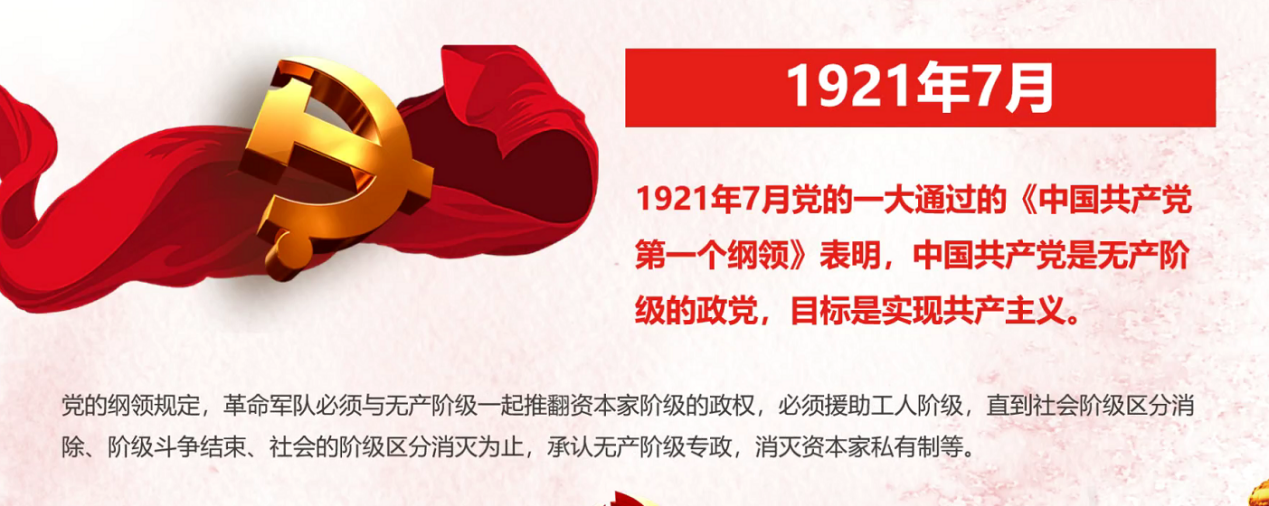 1921年7月
1921年7月党的一大通过的《中国共产党
第一个纲领》表明，中国共产党是无产阶
级的政党，目标是实现共产主义。
党的纲领规定，革命军队必须与无产阶级一起推翻资本家阶级的政权，必须援助工人阶级，直到社会阶级区分消
除、阶级斗争结束、社会的阶级区分消灭为止，承认无产阶级专政，消灭资本家私有制等。